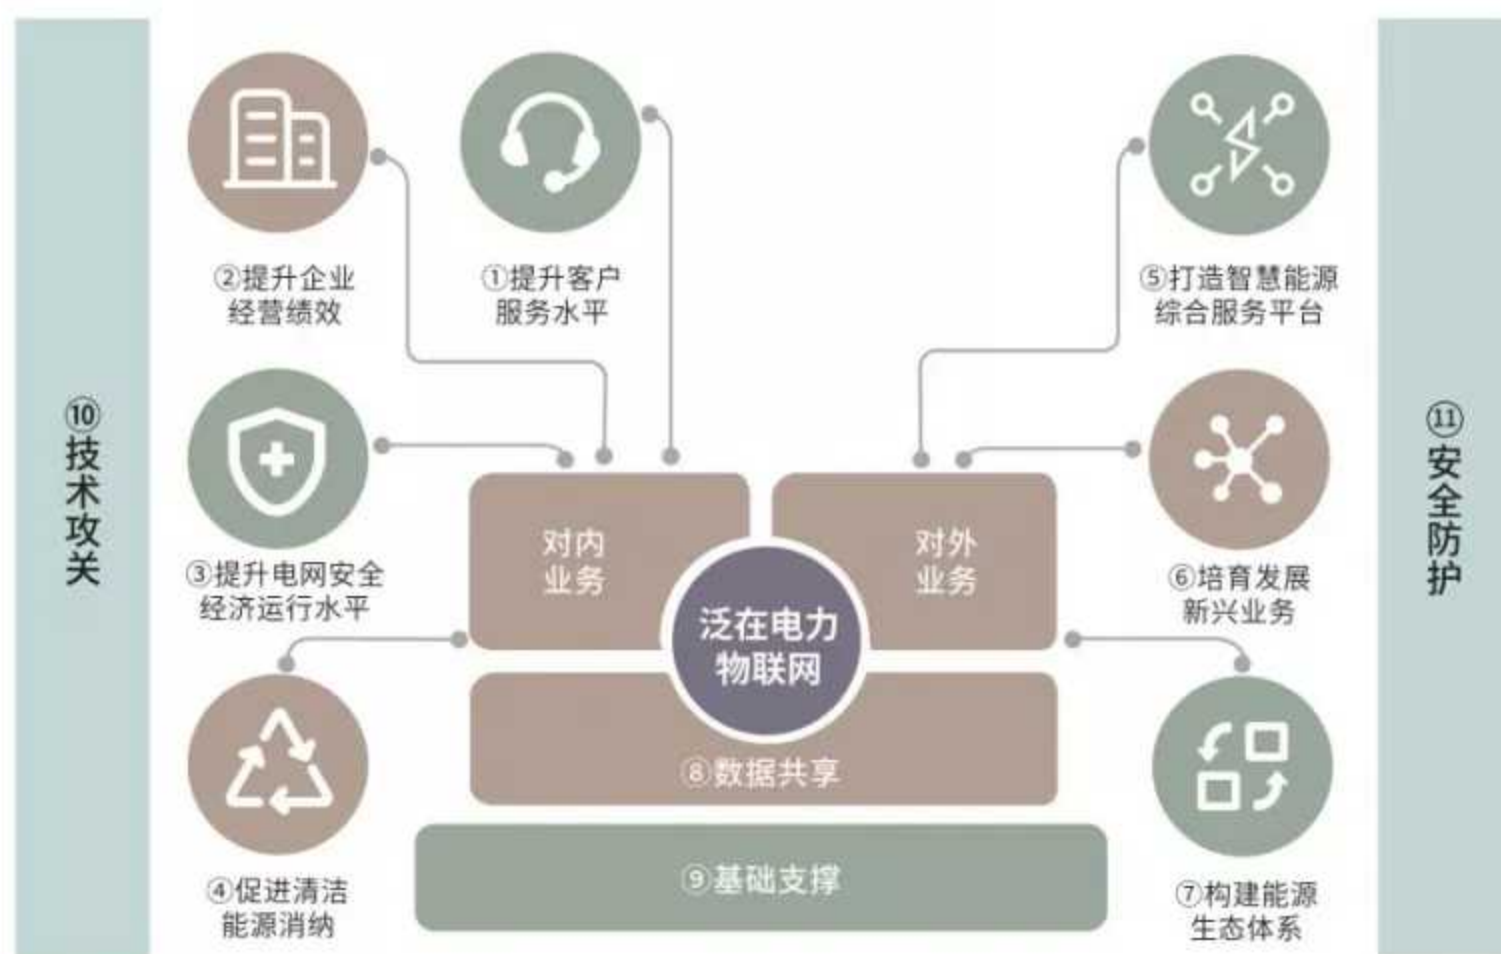 ②提升企业
经营绩效
①提升客户
服务水平
⑤打造智慧能源
综合服务平台
⑩技术攻关
⑪安全防护
③提升电网安全
经济运行水平
对内
业务
对外
业务
⑥培育发展
新兴业务
泛在电力
物联网
⑧数据共享
④促进清洁
能源消纳
⑨基础支撑
⑦构建能源
生态体系